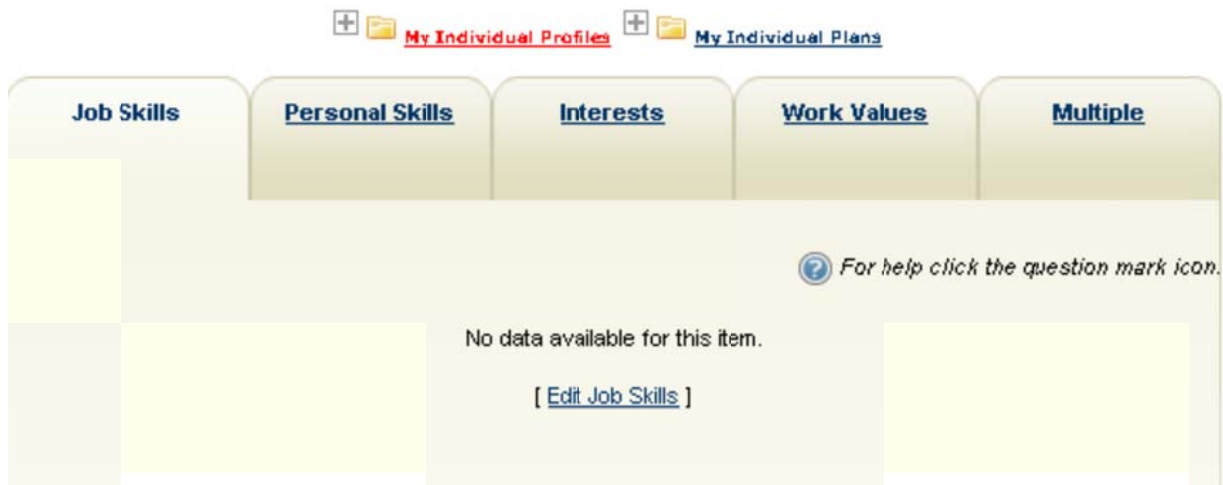 My Individual Profiles My Individual Plans
Job Skills Personal Skills Interests Work Values Multiple
For help click the question mark icon.
No data available for this item.
[ Edit Job Skills ]